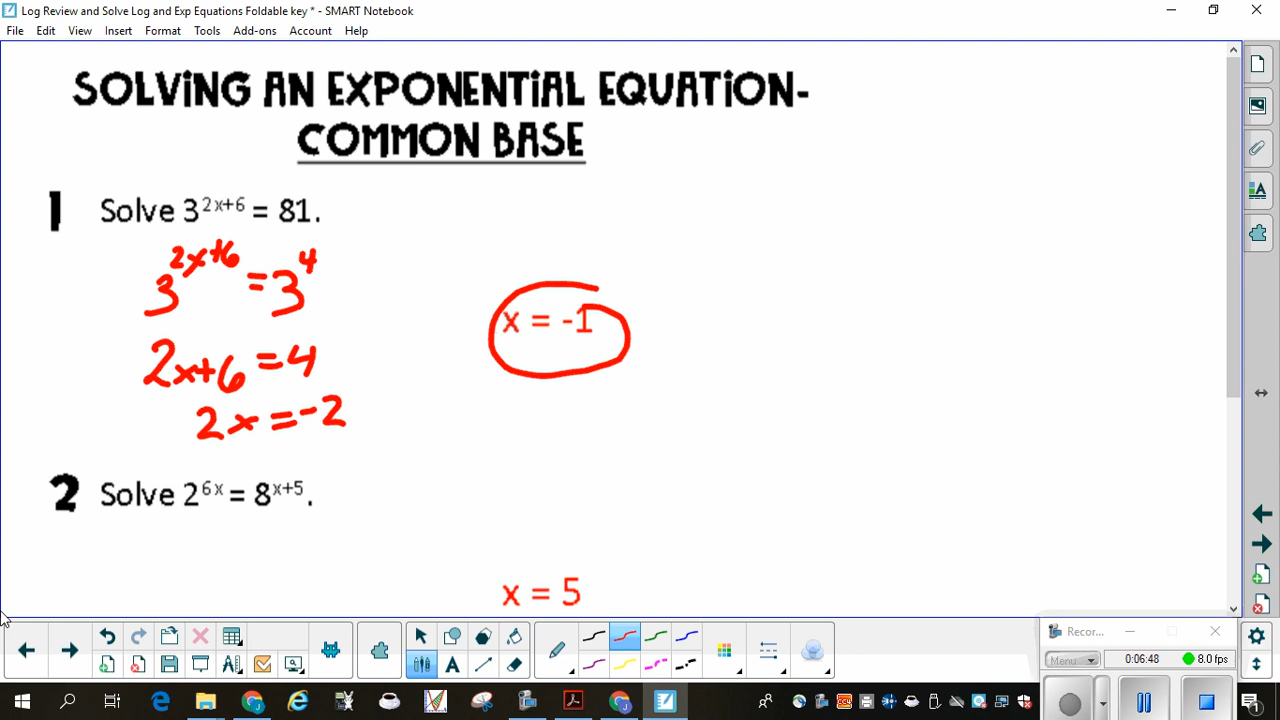 Log Review and Solve Log and Exp Equations Foldable key * - SMART Notebook
File Edit View Insert Format Tools Add-ons Account Help
SOLVING AN EXPONENTIAL EQUATION-
COMMON BASE
1 Solve 3^{2x+6} = 81.
3^{2x+6} = 3^4
2x+6 = 4
2x = -2
x = -1
2 Solve 2^{6x} = 8^{x+5}.
x = 5
Recor...
Menu 0:06:48 8.0 fps